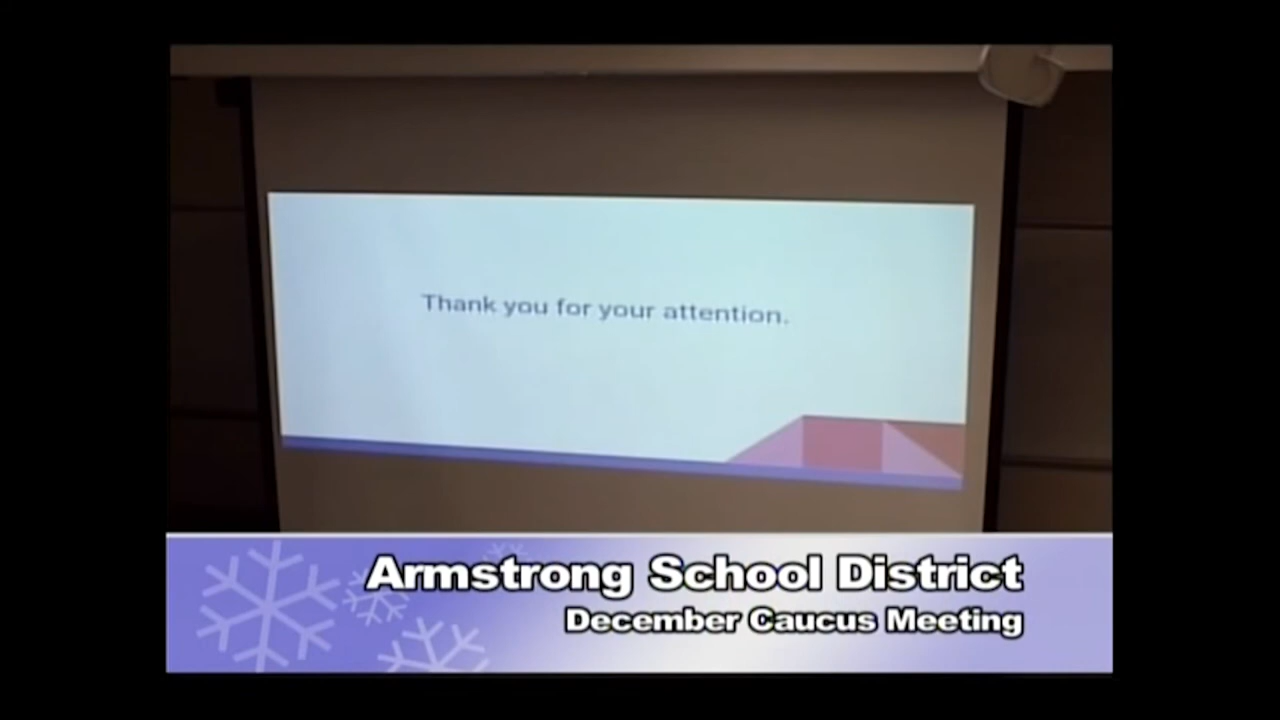 Thank you for your attention.
Armstrong School District
December Caucus Meeting